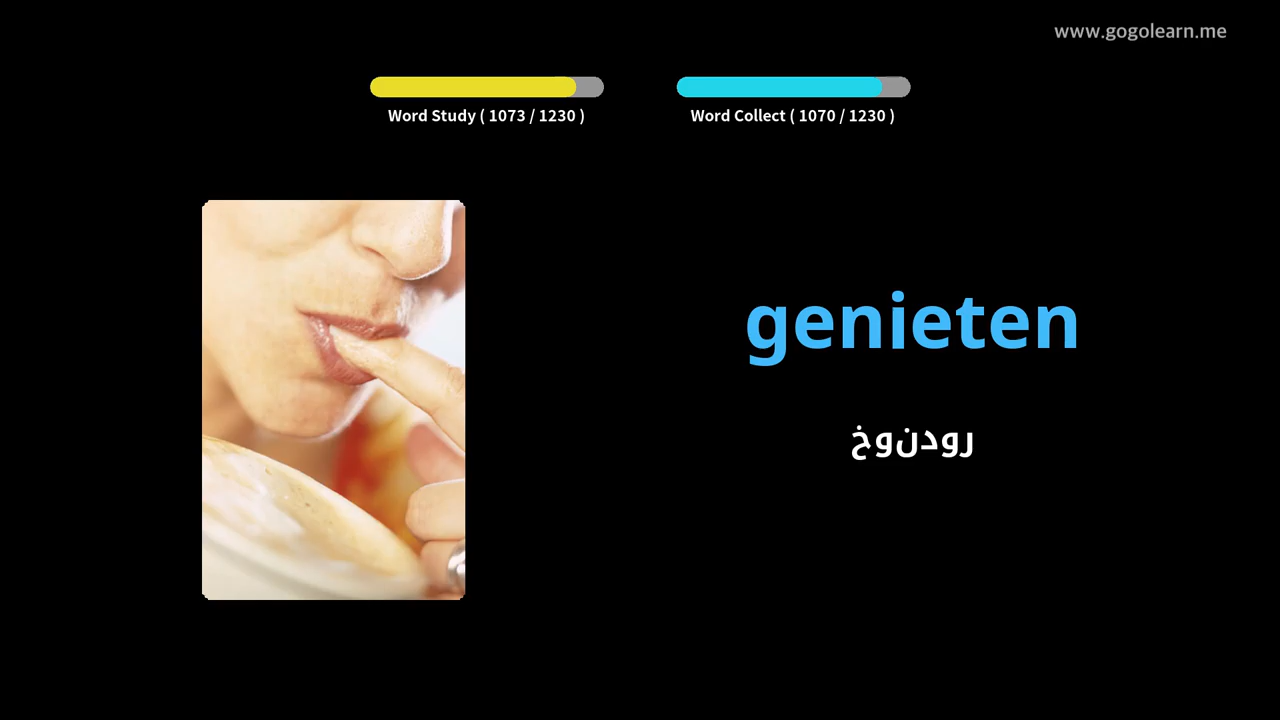 www.gogolearn.me
Word Study ( 1073 / 1230 )
Word Collect ( 1070 / 1230 )
genieten
رودنوخ